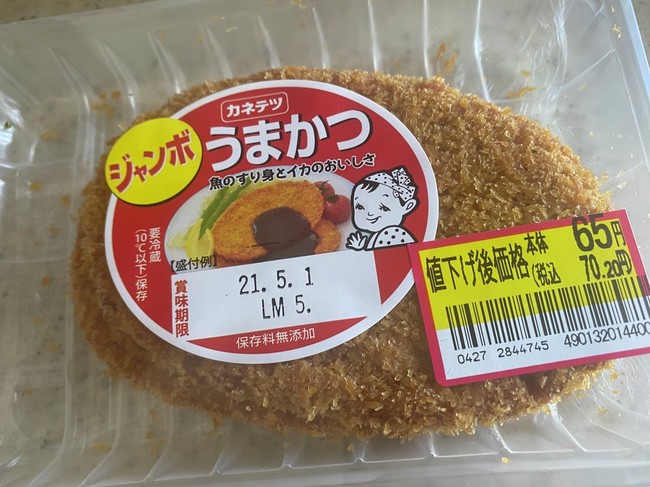 カネテツ
ジャンボ
うまかつ
魚のすり身とイカのおいしさ
要冷蔵
(10℃以下)保存
【盛付例】
賞味期限
21.5.1
LM 5.
保存料無添加
値下げ後価格 本体 65円
(税込 70.20円
0427 2844745 49013201440